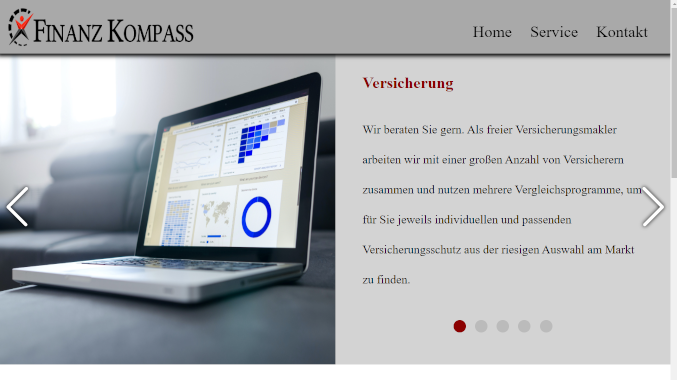 FINANZ KOMPASS
Home Service Kontakt
Versicherung
Wir beraten Sie gern. Als freier Versicherungsmakler
arbeiten wir mit einer großen Anzahl von Versicherern
zusammen und nutzen mehrere Vergleichsprogramme, um
für Sie jeweils individuellen und passenden
Versicherungsschutz aus der riesigen Auswahl am Markt
zu finden.